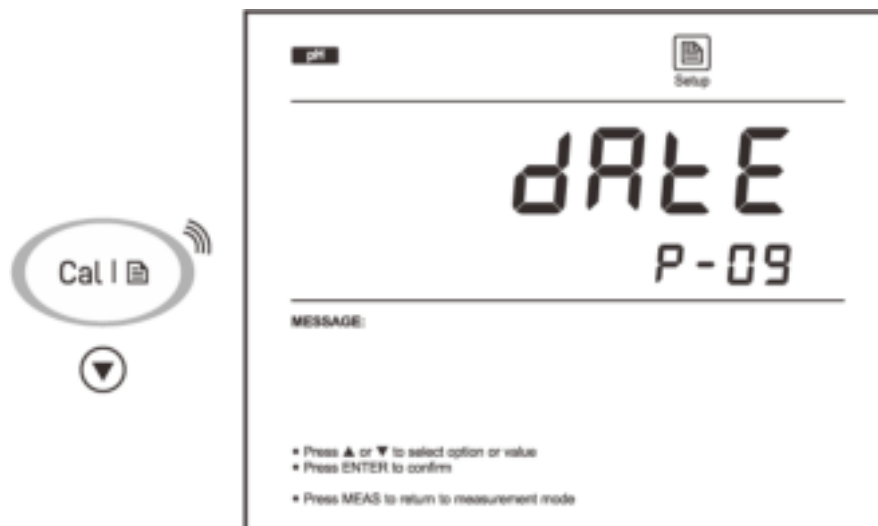 pH
Setup
dAtE
P-09
Cal |
MESSAGE:
• Press ▲ or ▼ to select option or value
• Press ENTER to confirm
• Press MEAS to return to measurement mode